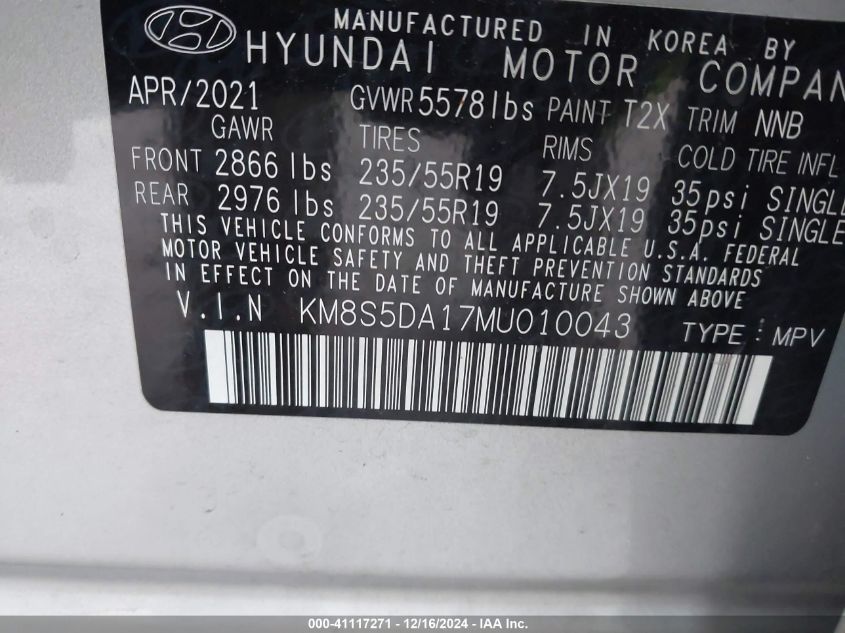 MANUFACTURED IN KOREA BY
HYUNDAI MOTOR COMPAN
APR/2021 GVWR 5578lbs PAINT T2X TRIM NNB
GAWR TIRES RIMS COLD TIRE INFL
FRONT 2866 lbs 235/55R19 7.5JX19 35psi SINGLE
REAR 2976 lbs 235/55R19 7.5JX19 35psi SINGLE
THIS VEHICLE CONFORMS TO ALL APPLICABLE U.S.A. FEDERAL
MOTOR VEHICLE SAFETY AND THEFT PREVENTION STANDARDS
IN EFFECT ON THE DATE OF MANUFACTURE SHOWN ABOVE
V.I.N KM8S5DA17MU010043 TYPE : MPV
000-41117271 - 12/16/2024 - IAA Inc.